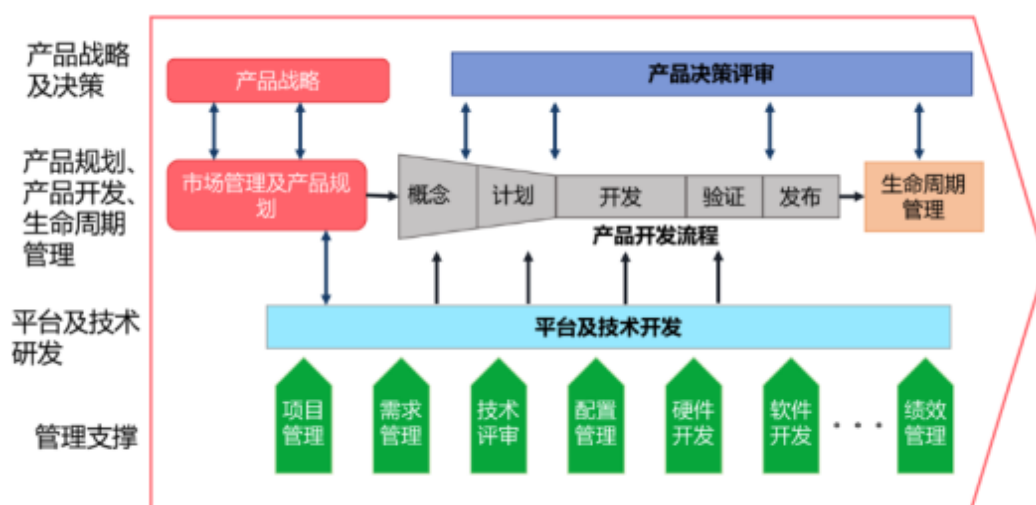 产品战略
及决策
产品战略
产品决策评审
产品规划、
产品开发、
生命周期
管理
市场管理及产品规
划
概念
计划
开发
验证
发布
生命周期
管理
产品开发流程
平台及技术
研发
平台及技术开发
管理支撑
项目
管理
需求
管理
技术
评审
配置
管理
硬件
开发
软件
开发
• • •
绩效
管理